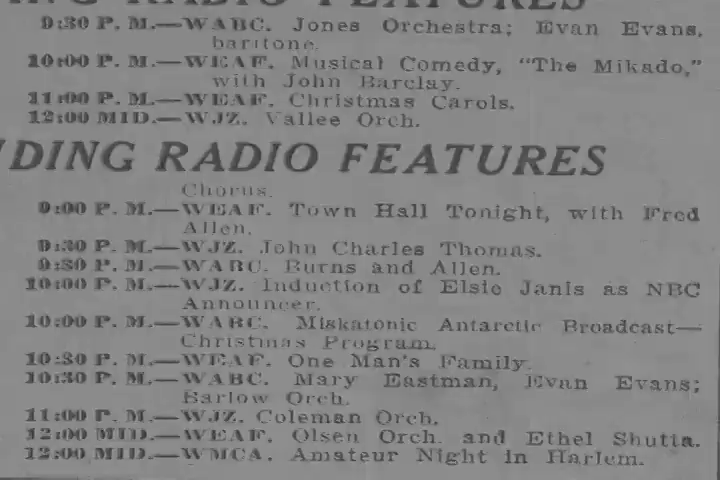 ING RADIO FEATURES
9:30 P. M.—WABC. Jones Orchestra; Evan Evans,
baritone.
10:00 P. M.—WEAF. Musical Comedy, "The Mikado,"
with John Barclay.
11:00 P. M.—WEAF. Christmas Carols.
12:00 MID.—WJZ. Vallee Orch.
DING RADIO FEATURES
Chorus.
9:00 P. M.—WEAF. Town Hall Tonight, with Fred
Allen.
9:30 P. M.—WJZ. John Charles Thomas.
9:30 P. M.—WABC. Burns and Allen.
10:00 P. M.—WJZ. Induction of Elsie Janis as NBC
Announcer.
10:00 P. M.—WABC. Miskatonic Antarctic Broadcast—
Christmas Program.
10:30 P. M.—WEAF. One Man's Family.
10:30 P. M.—WABC. Mary Eastman, Evan Evans;
Barlow Orch.
11:00 P. M.—WJZ. Coleman Orch.
12:00 MID.—WEAF. Olsen Orch. and Ethel Shutta.
12:00 MID.—WMCA. Amateur Night in Harlem.